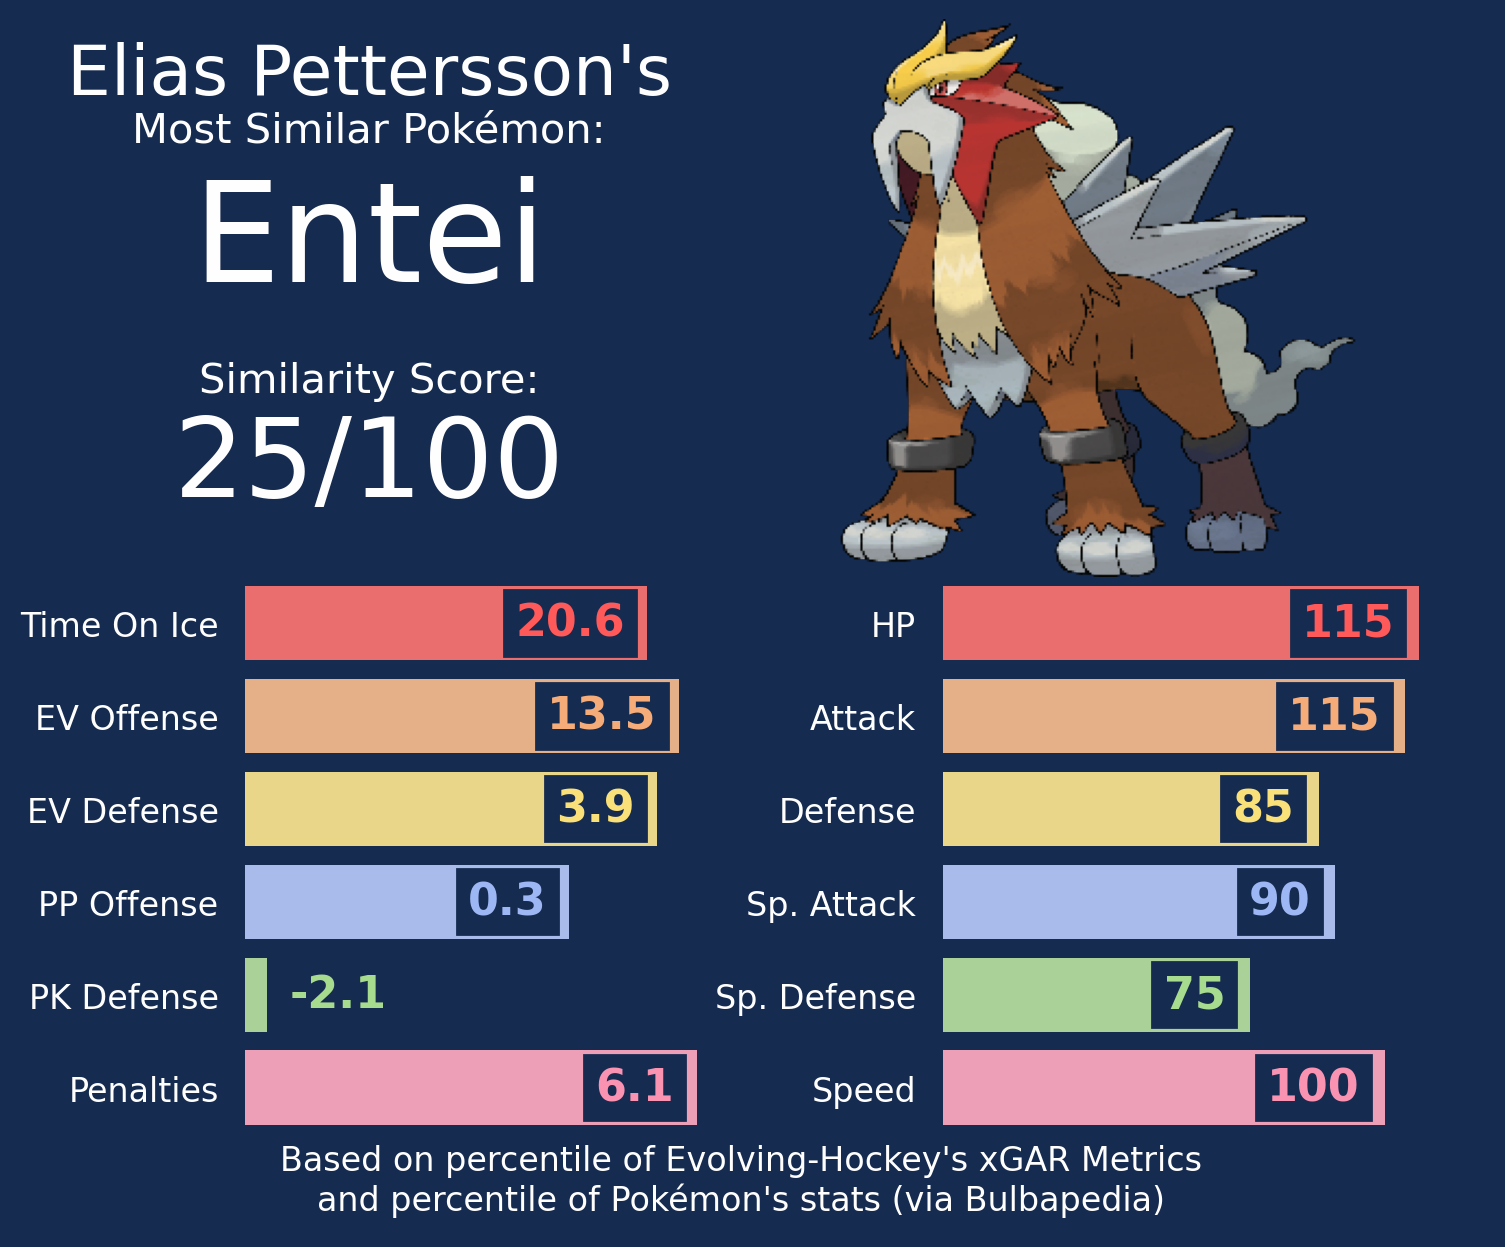 Elias Pettersson's
Most Similar Pokémon:
Entei
Similarity Score:
25/100
Time On Ice 20.6
EV Offense 13.5
EV Defense 3.9
PP Offense 0.3
PK Defense -2.1
Penalties 6.1
HP 115
Attack 115
Defense 85
Sp. Attack 90
Sp. Defense 75
Speed 100
Based on percentile of Evolving-Hockey's xGAR Metrics
and percentile of Pokémon's stats (via Bulbapedia)